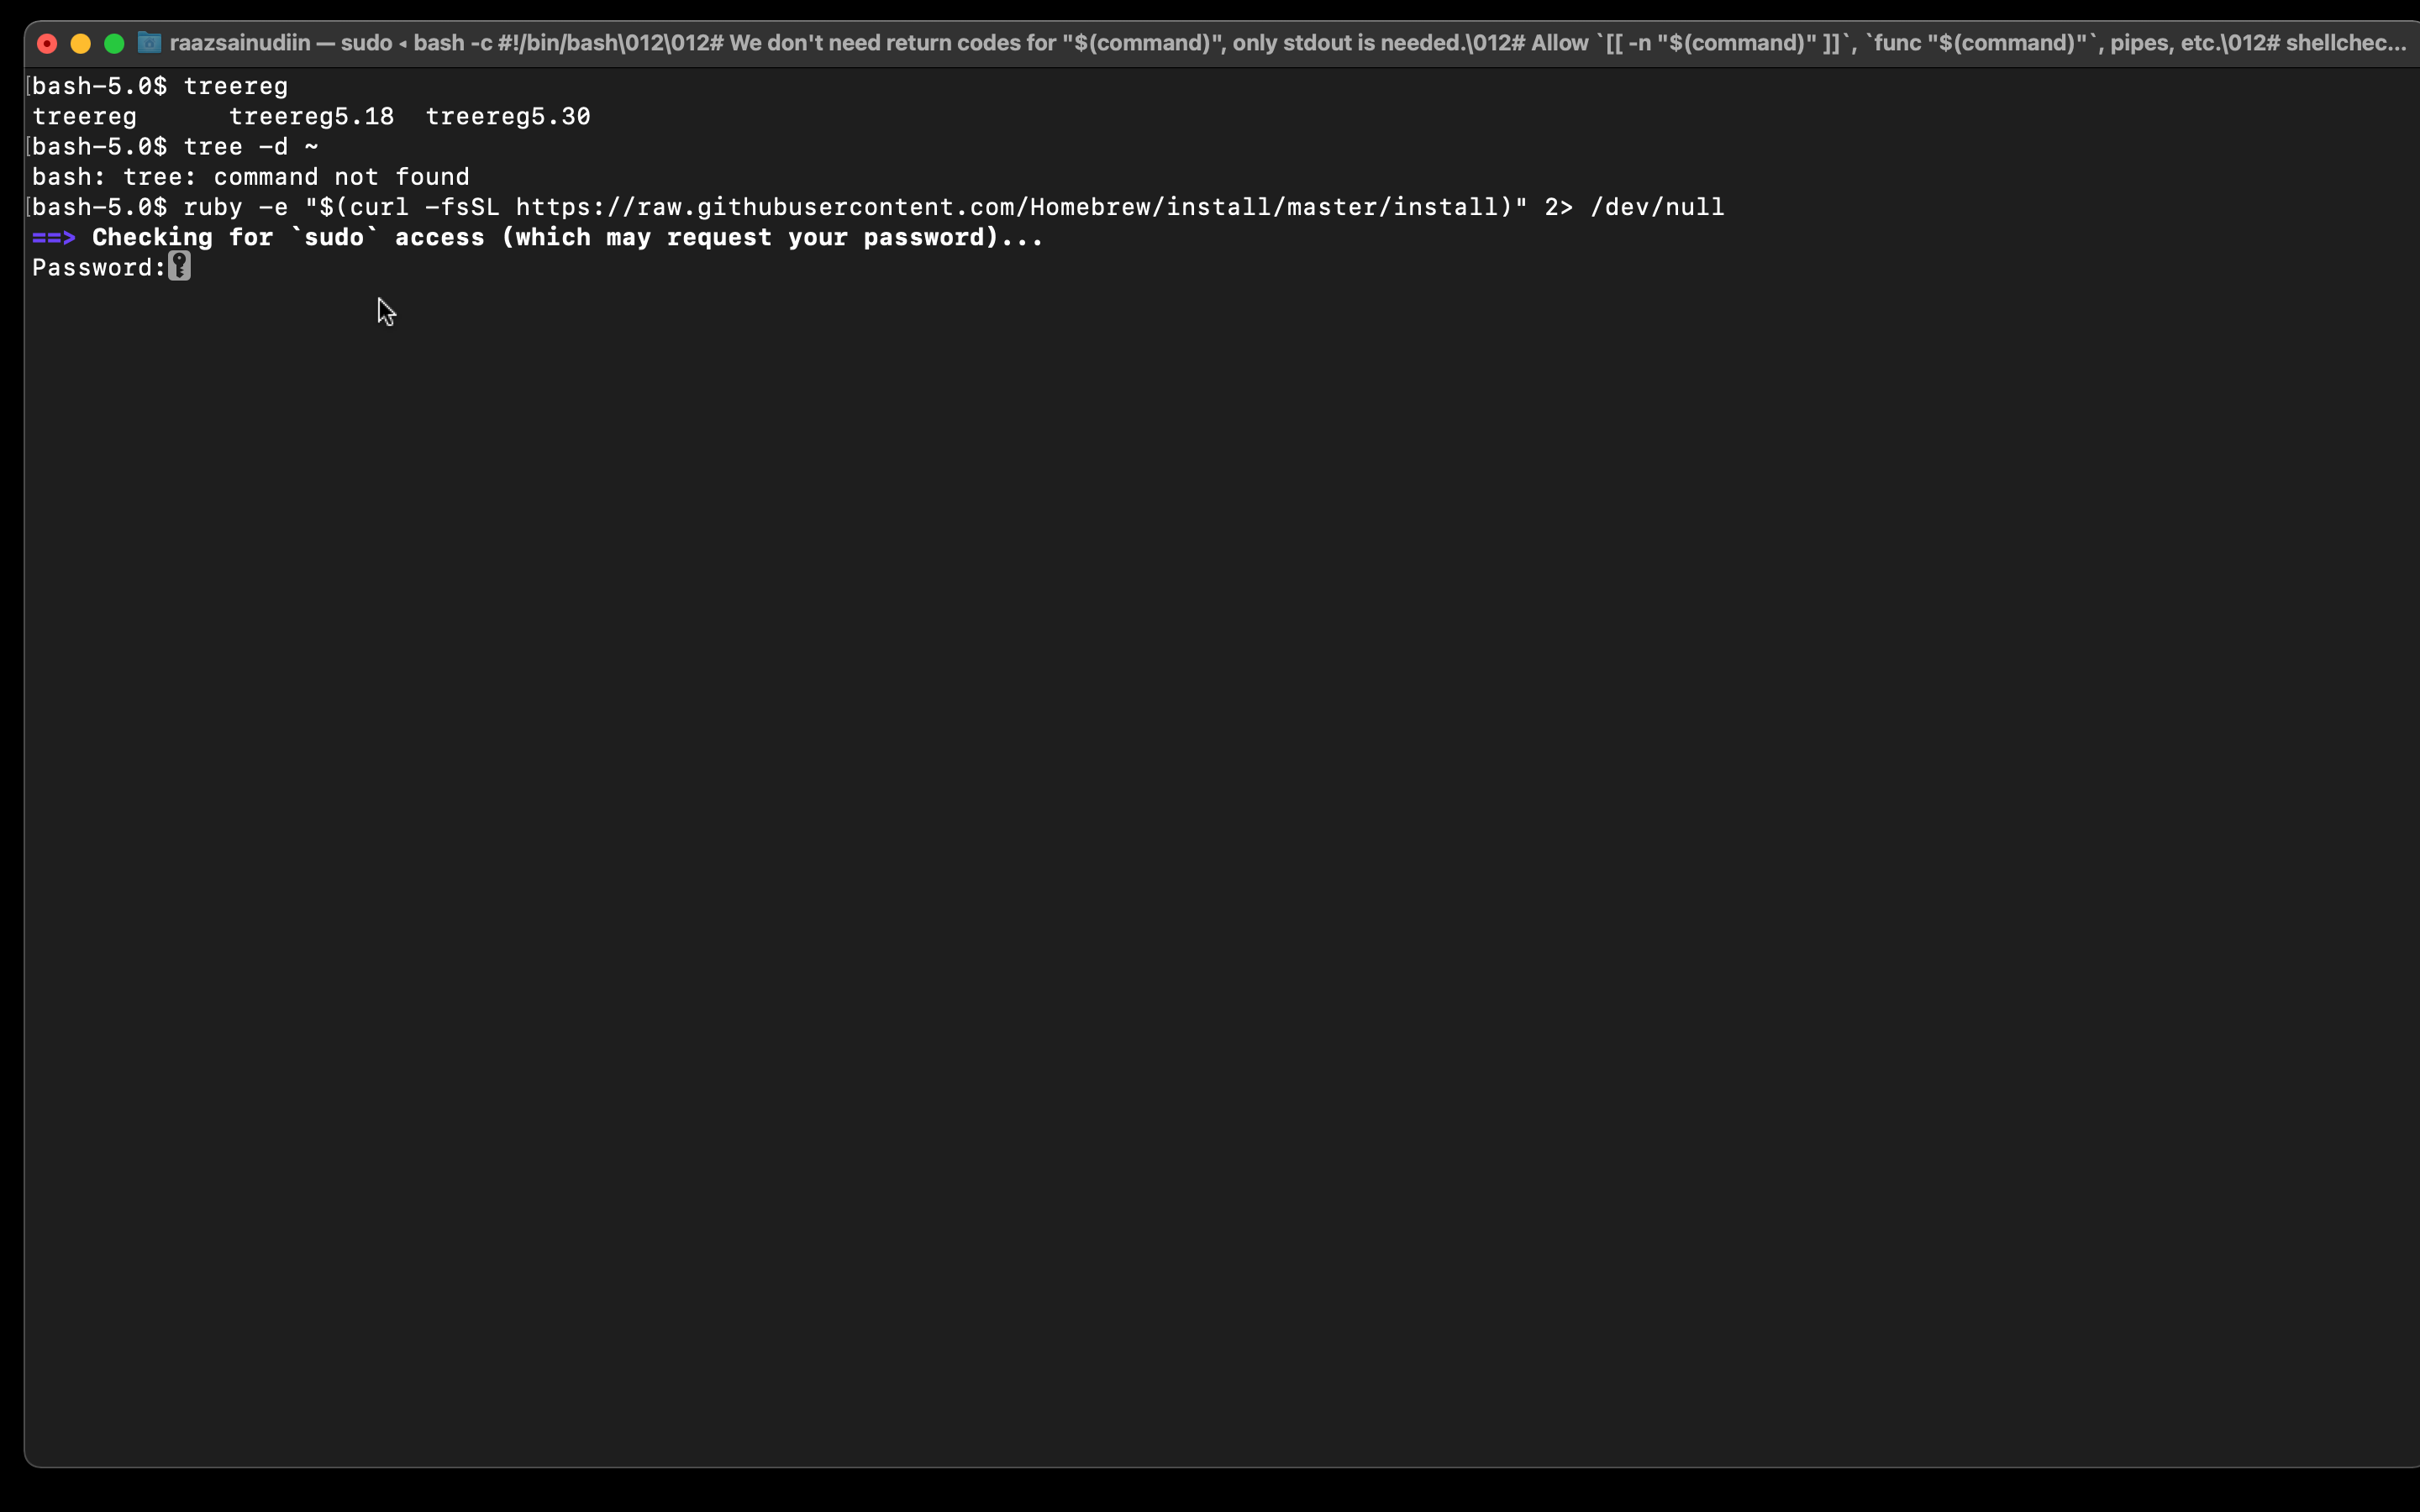 raazsainudiin — sudo ◂ bash -c #!/bin/bash\012\012# We don't need return codes for "$(command)", only stdout is needed.\012# Allow `[[ -n "$(command)" ]]`, `func "$(command)"`, pipes, etc.\012# shellchec...
[bash-5.0$ treereg
treereg      treereg5.18  treereg5.30
[bash-5.0$ tree -d ~
bash: tree: command not found
[bash-5.0$ ruby -e "$(curl -fsSL https://raw.githubusercontent.com/Homebrew/install/master/install)" 2> /dev/null
==> Checking for `sudo` access (which may request your password)...
Password: